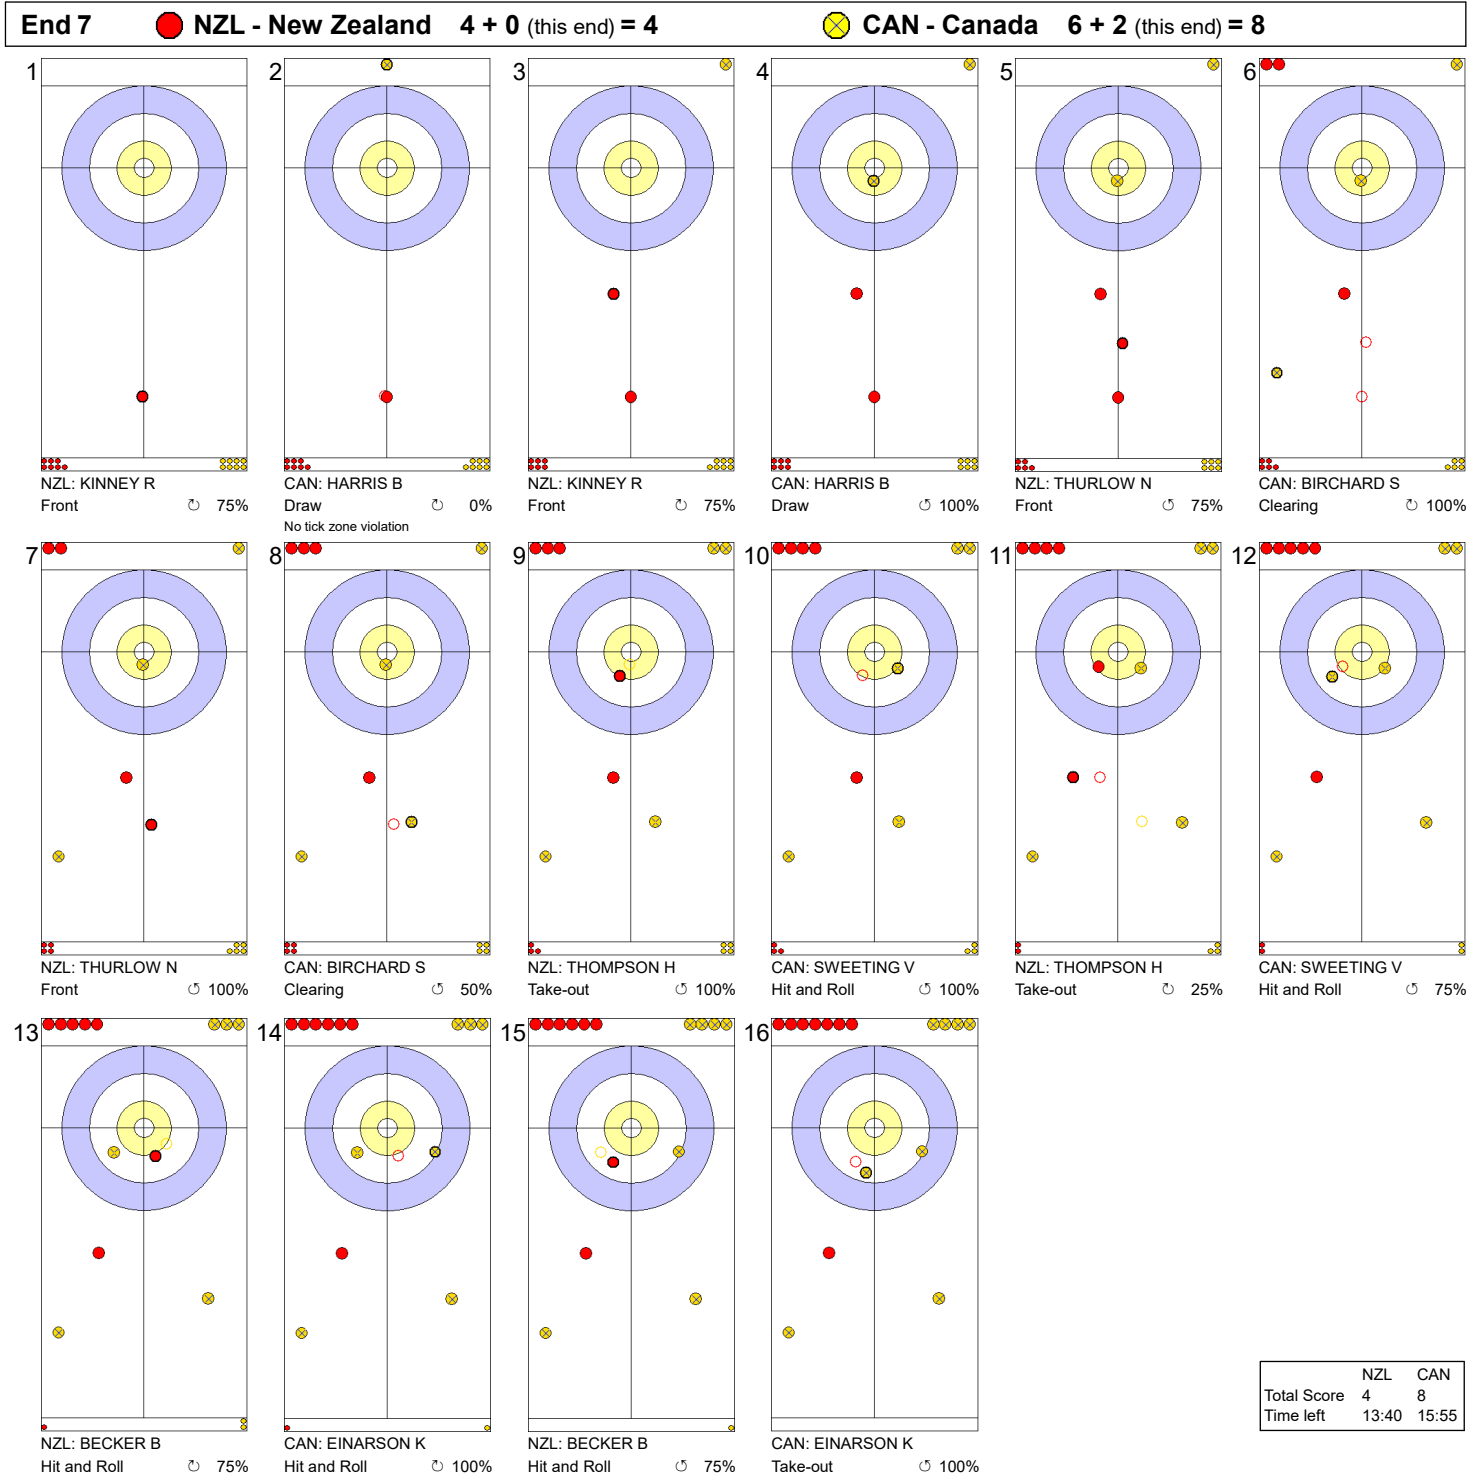 End 7 NZL - New Zealand 4 + 0 (this end) = 4 CAN - Canada 6 + 2 (this end) = 8
1 2 3 4 5 6
NZL: KINNEY R CAN: HARRIS B NZL: KINNEY R CAN: HARRIS B NZL: THURLOW N CAN: BIRCHARD S
Front ↻ 75% Draw ↻ 0% Front ↻ 75% Draw ↺ 100% Front ↺ 75% Clearing ↻ 100%
No tick zone violation
7 8 9 10 11 12
NZL: THURLOW N CAN: BIRCHARD S NZL: THOMPSON H CAN: SWEETING V NZL: THOMPSON H CAN: SWEETING V
Front ↺ 100% Clearing ↺ 50% Take-out ↺ 100% Hit and Roll ↺ 100% Take-out ↻ 25% Hit and Roll ↻ 75%
13 14 15 16
NZL: BECKER B CAN: EINARSON K NZL: BECKER B CAN: EINARSON K
Hit and Roll ↻ 75% Hit and Roll ↻ 100% Hit and Roll ↺ 75% Take-out ↺ 100%
NZL CAN
Total Score 4 8
Time left 13:40 15:55